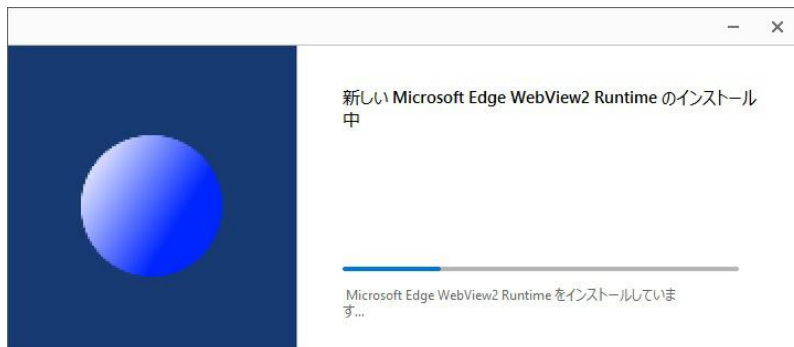 新しい Microsoft Edge WebView2 Runtime のインストール
中
Microsoft Edge WebView2 Runtime をインストールしていま
す...